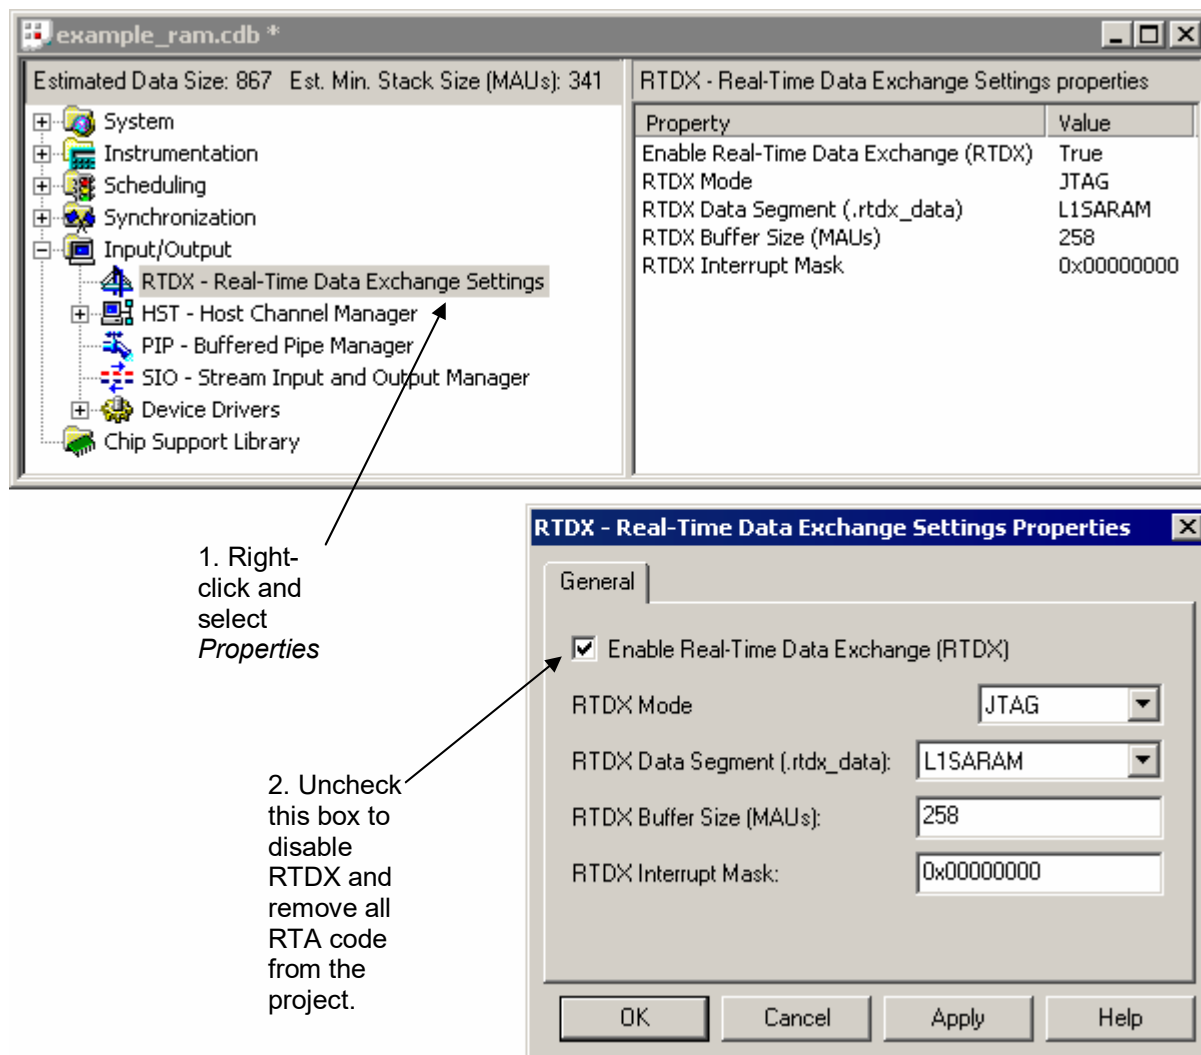 example_ram.cdb *
Estimated Data Size: 867 Est. Min. Stack Size (MAUs): 341
System
Instrumentation
Scheduling
Synchronization
Input/Output
RTDX - Real-Time Data Exchange Settings
HST - Host Channel Manager
PIP - Buffered Pipe Manager
SIO - Stream Input and Output Manager
Device Drivers
Chip Support Library
RTDX - Real-Time Data Exchange Settings properties
Property Value
Enable Real-Time Data Exchange (RTDX) True
RTDX Mode JTAG
RTDX Data Segment (.rtdx_data) L1SARAM
RTDX Buffer Size (MAUs) 258
RTDX Interrupt Mask 0x00000000
1. Right-
click and
select
Properties
2. Uncheck
this box to
disable
RTDX and
remove all
RTA code
from the
project.
RTDX - Real-Time Data Exchange Settings Properties
General
Enable Real-Time Data Exchange (RTDX)
RTDX Mode JTAG
RTDX Data Segment (.rtdx_data): L1SARAM
RTDX Buffer Size (MAUs): 258
RTDX Interrupt Mask: 0x00000000
OK Cancel Apply Help